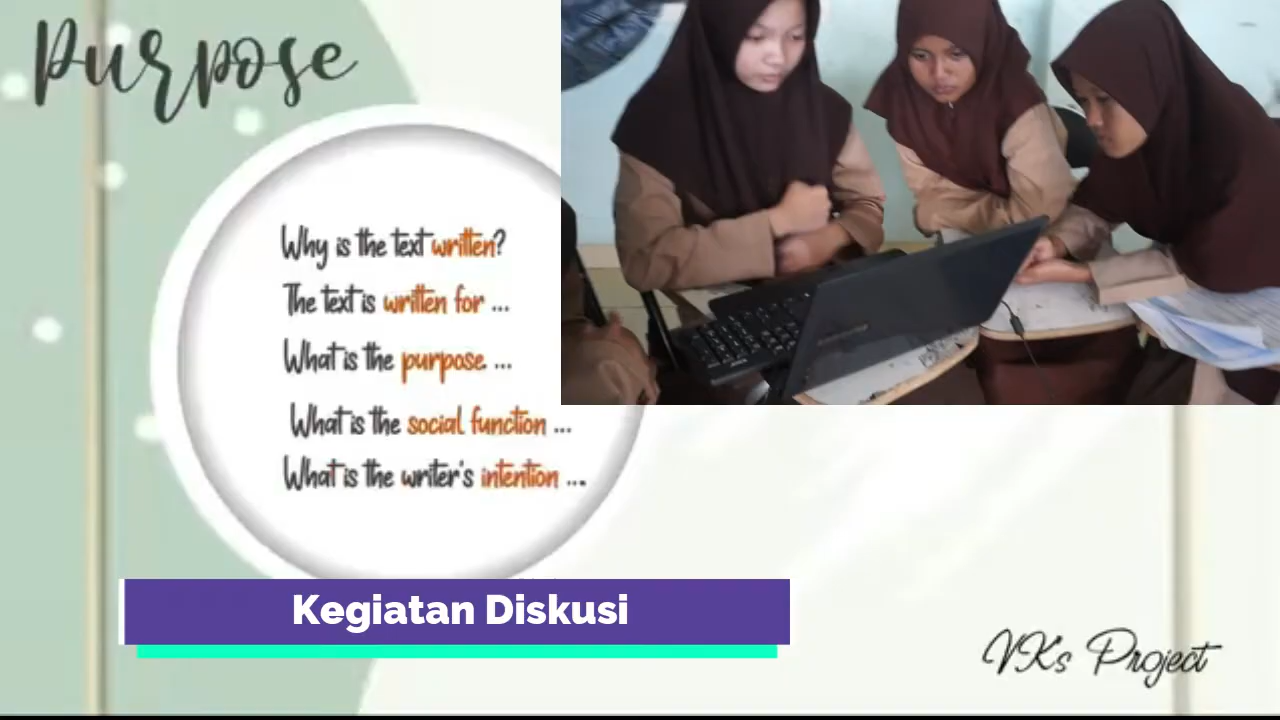 Purpose
Why is the text written?
The text is written for ...
What is the purpose ...
What is the social function ...
What is the writer's intention ...
Kegiatan Diskusi
VKs Project